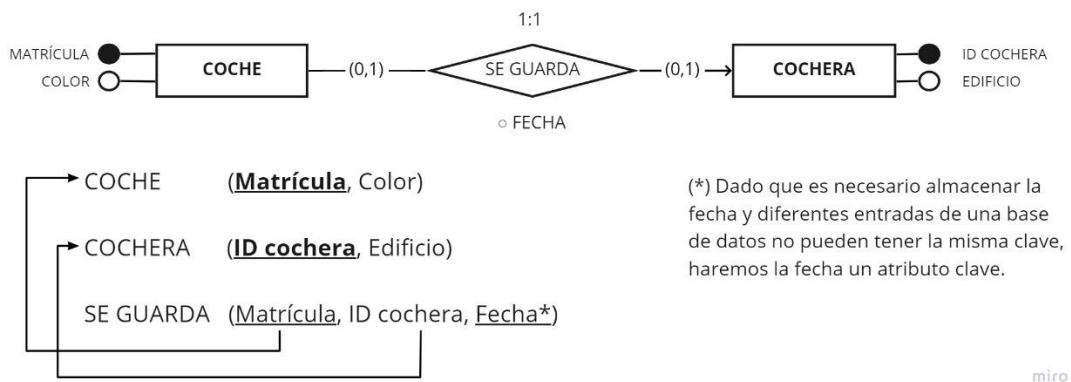 1:1
MATRÍCULA
COLOR
COCHE
(0,1)
SE GUARDA
(0,1)
COCHERA
ID COCHERA
EDIFICIO
○ FECHA
COCHE (Matrícula, Color)
COCHERA (ID cochera, Edificio)
SE GUARDA (Matrícula, ID cochera, Fecha*)
(*) Dado que es necesario almacenar la
fecha y diferentes entradas de una base
de datos no pueden tener la misma clave,
haremos la fecha un atributo clave.
miro